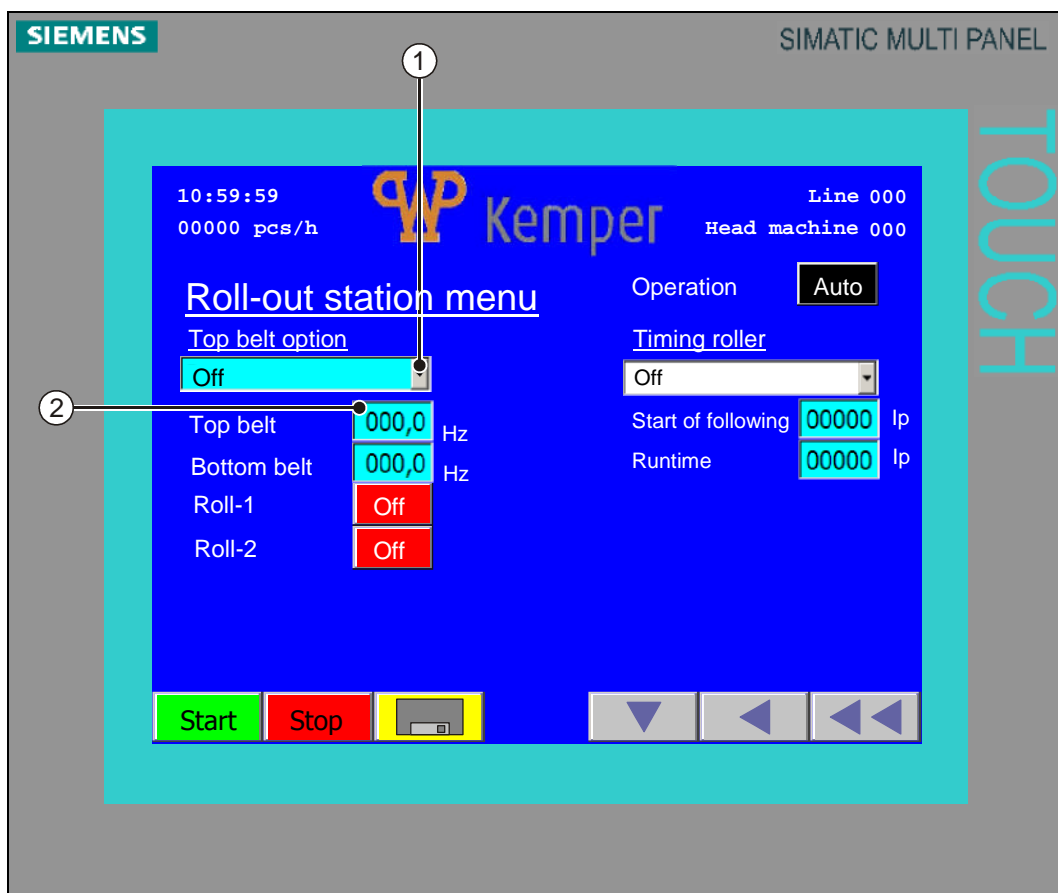 SIEMENS
SIMATIC MULTI PANEL
1
TOUCH
10:59:59
00000 pcs/h
WP Kemper
Line 000
Head machine 000
Roll-out station menu
Operation Auto
Top belt option
Timing roller
Off
Off
2
Top belt 000,0 Hz
Start of following 00000 Ip
Bottom belt 000,0 Hz
Runtime 00000 Ip
Roll-1 Off
Roll-2 Off
Start Stop